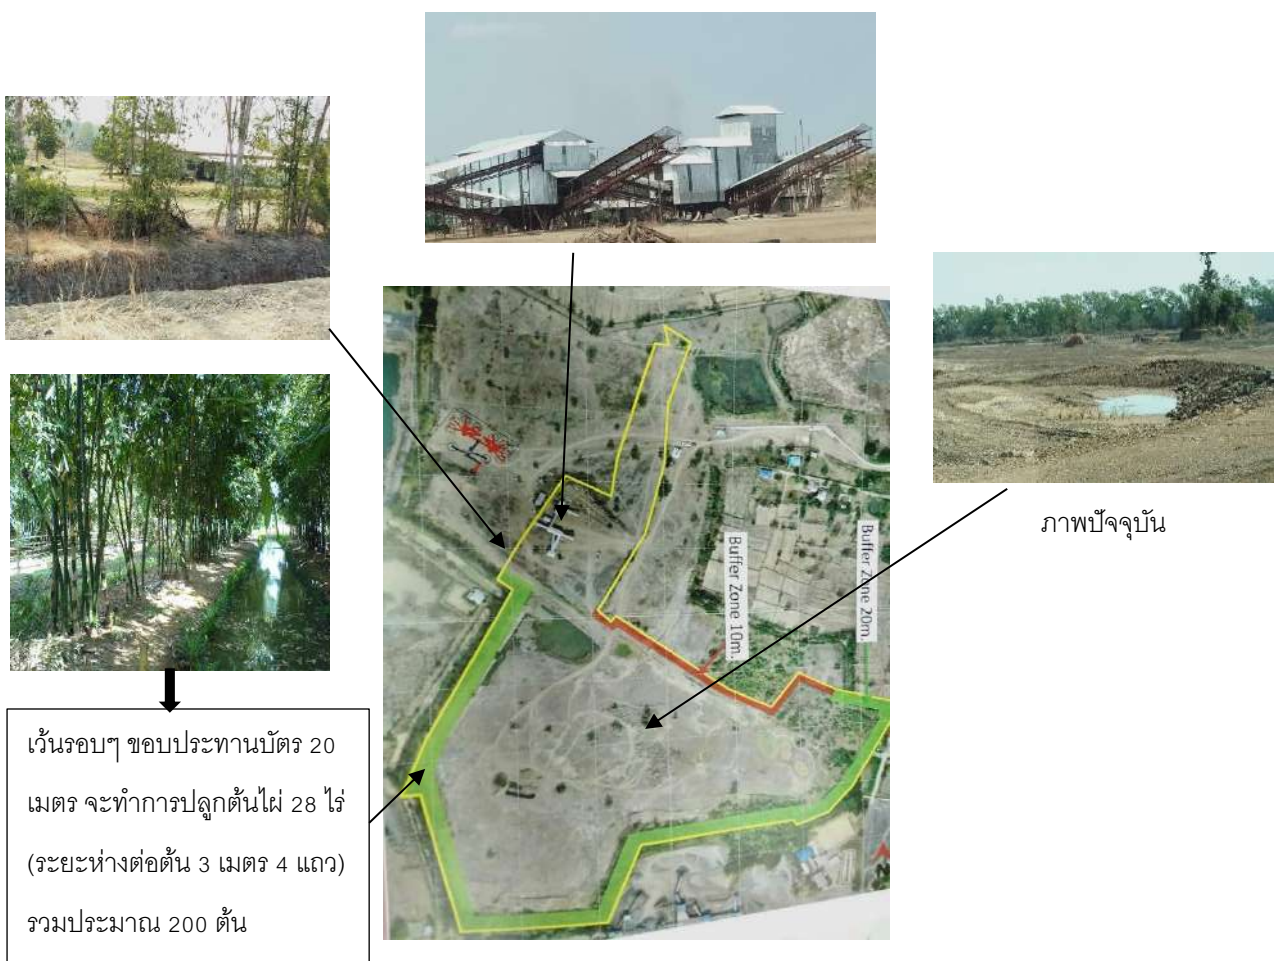 ภาพปัจจุบัน
Buffer Zone 10m.
Buffer Zone 20m.
เว้นรอบๆ ขอบประทานบัตร 20
เมตร จะทำการปลูกต้นไผ่ 28 ไร่
(ระยะห่างต่อต้น 3 เมตร 4 แถว)
รวมประมาณ 200 ต้น